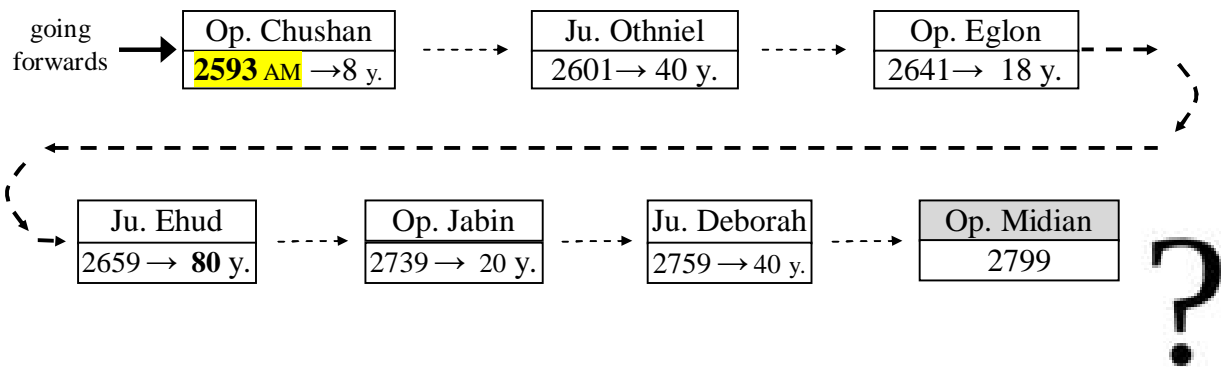 going
forwards
Op. Chushan
2593 AM →8 y.
Ju. Othniel
2601→ 40 y.
Op. Eglon
2641→ 18 y.
Ju. Ehud
2659 → 80 y.
Op. Jabin
2739 → 20 y.
Ju. Deborah
2759 → 40 y.
Op. Midian
2799
?